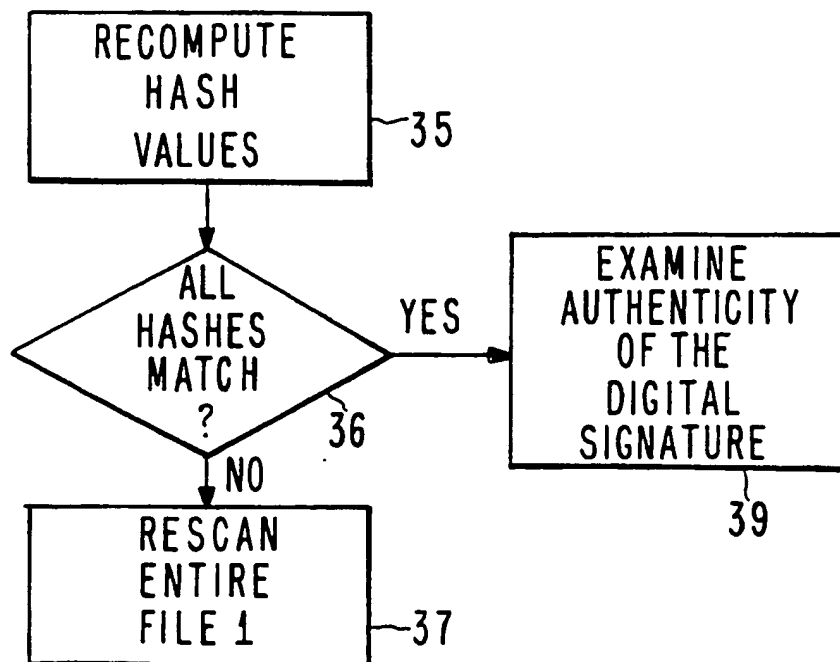 RECOMPUTE
HASH
VALUES
35
ALL
HASHES
MATCH
?
36
YES
EXAMINE
AUTHENTICITY
OF THE
DIGITAL
SIGNATURE
39
NO
RESCAN
ENTIRE
FILE 1
37